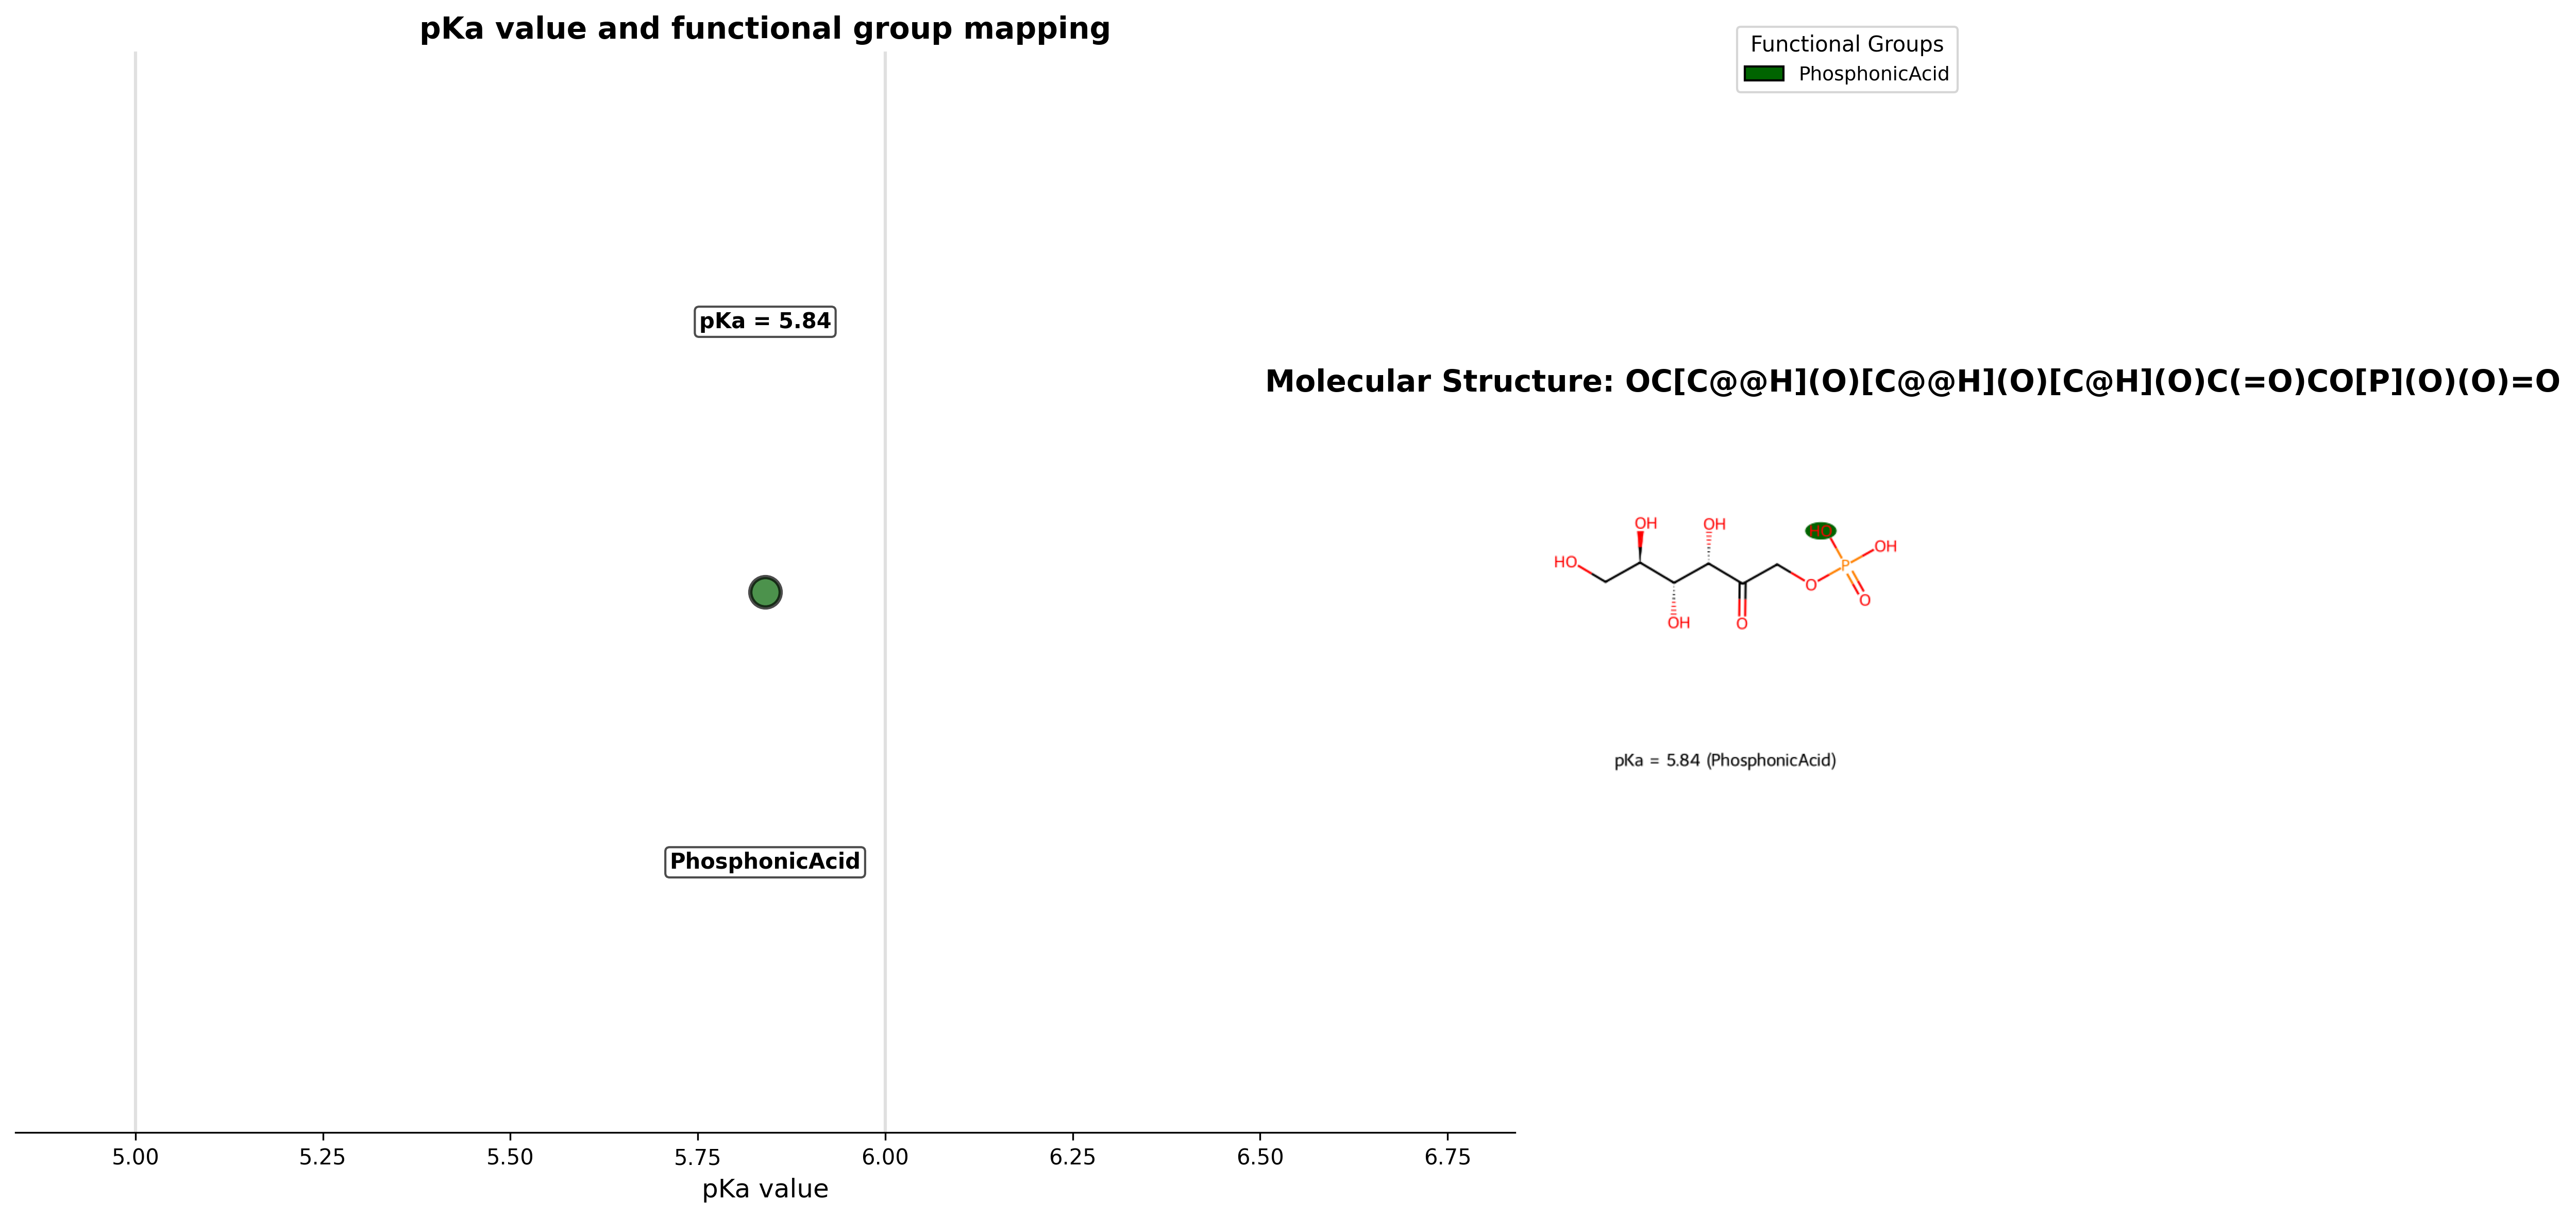 pKa value and functional group mapping
Functional Groups
PhosphonicAcid
pKa = 5.84
Molecular Structure: OC[C@@H](O)[C@@H](O)[C@H](O)C(=O)CO[P](O)(O)=O
OH
OH
HO
OH
HO
P
O
O
OH
O
pKa = 5.84 (PhosphonicAcid)
PhosphonicAcid
5.00 5.25 5.50 5.75 6.00 6.25 6.50 6.75
pKa value